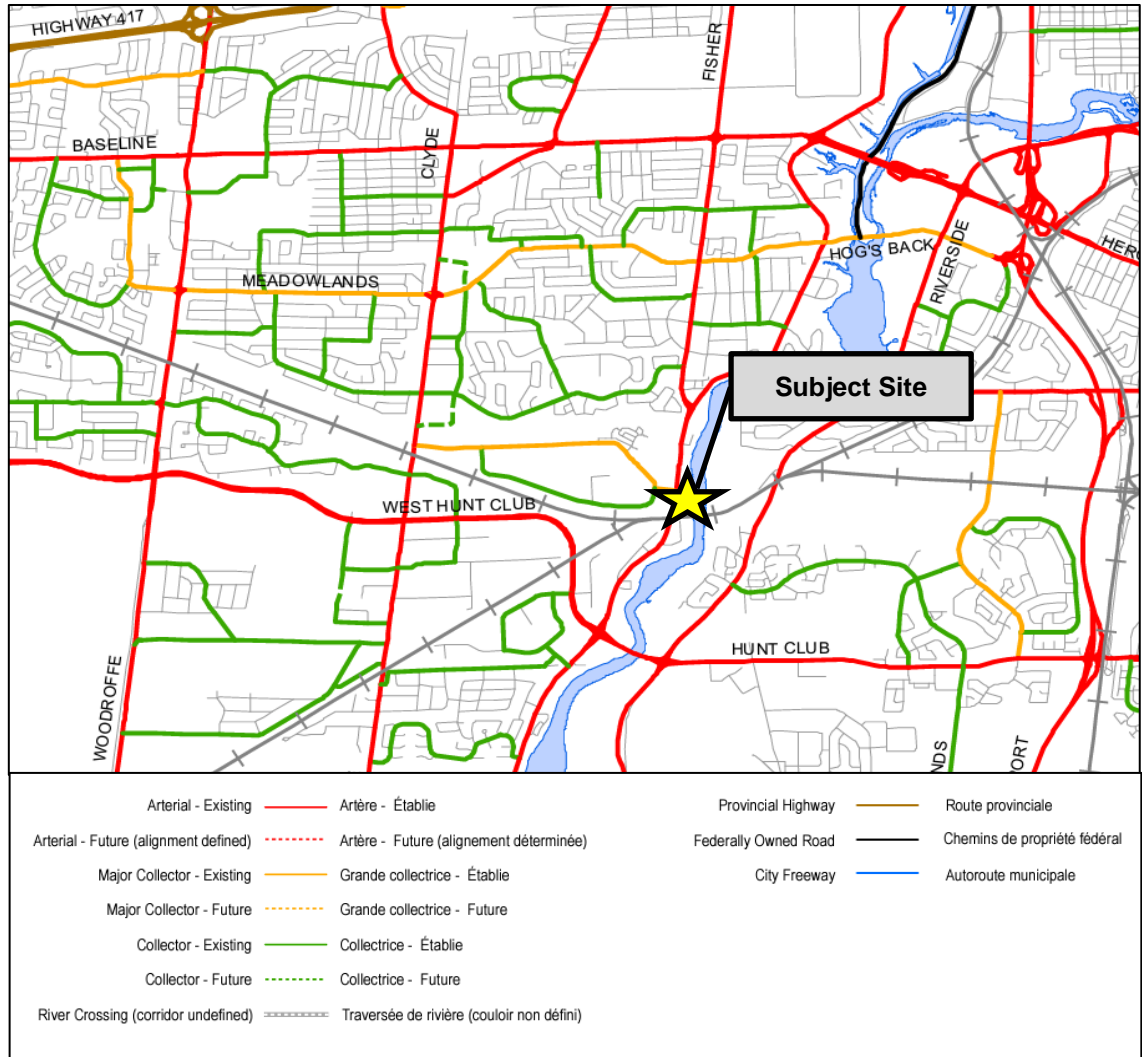 HIGHWAY 417
FISHER
BASELINE
CLYDE
HOG'S BACK
RIVERSIDE
MEADOWLANDS
Subject Site
WEST HUNT CLUB
HUNT CLUB
WOODROFFE
Arterial - Existing Artère - Établie
Arterial - Future (alignment defined) Artère - Future (alignement déterminée)
Major Collector - Existing Grande collectrice - Établie
Major Collector - Future Grande collectrice - Future
Collector - Existing Collectrice - Établie
Collector - Future Collectrice - Future
River Crossing (corridor undefined) Traversée de rivière (couloir non défini)
Provincial Highway Route provinciale
Federally Owned Road Chemins de propriété fédéral
City Freeway Autoroute municipale